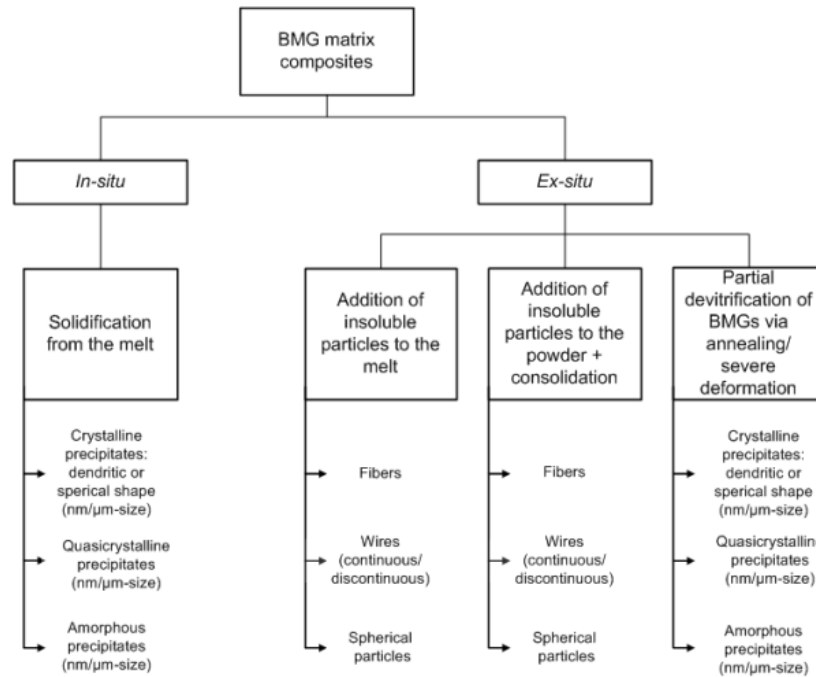 BMG matrix
composites
In-situ
Ex-situ
Solidification
from the melt
Addition of
insoluble
particles to the
melt
Addition of
insoluble
particles to the
powder +
consolidation
Partial
devitrification of
BMGs via
annealing/
severe
deformation
Crystalline
precipitates:
dendritic or
sperical shape
(nm/µm-size)
Quasicrystalline
precipitates
(nm/µm-size)
Amorphous
precipitates
(nm/µm-size)
Fibers
Wires
(continuous/
discontinuous)
Spherical
particles
Fibers
Wires
(continuous/
discontinuous)
Spherical
particles
Crystalline
precipitates:
dendritic or
sperical shape
(nm/µm-size)
Quasicrystalline
precipitates
(nm/µm-size)
Amorphous
precipitates
(nm/µm-size)